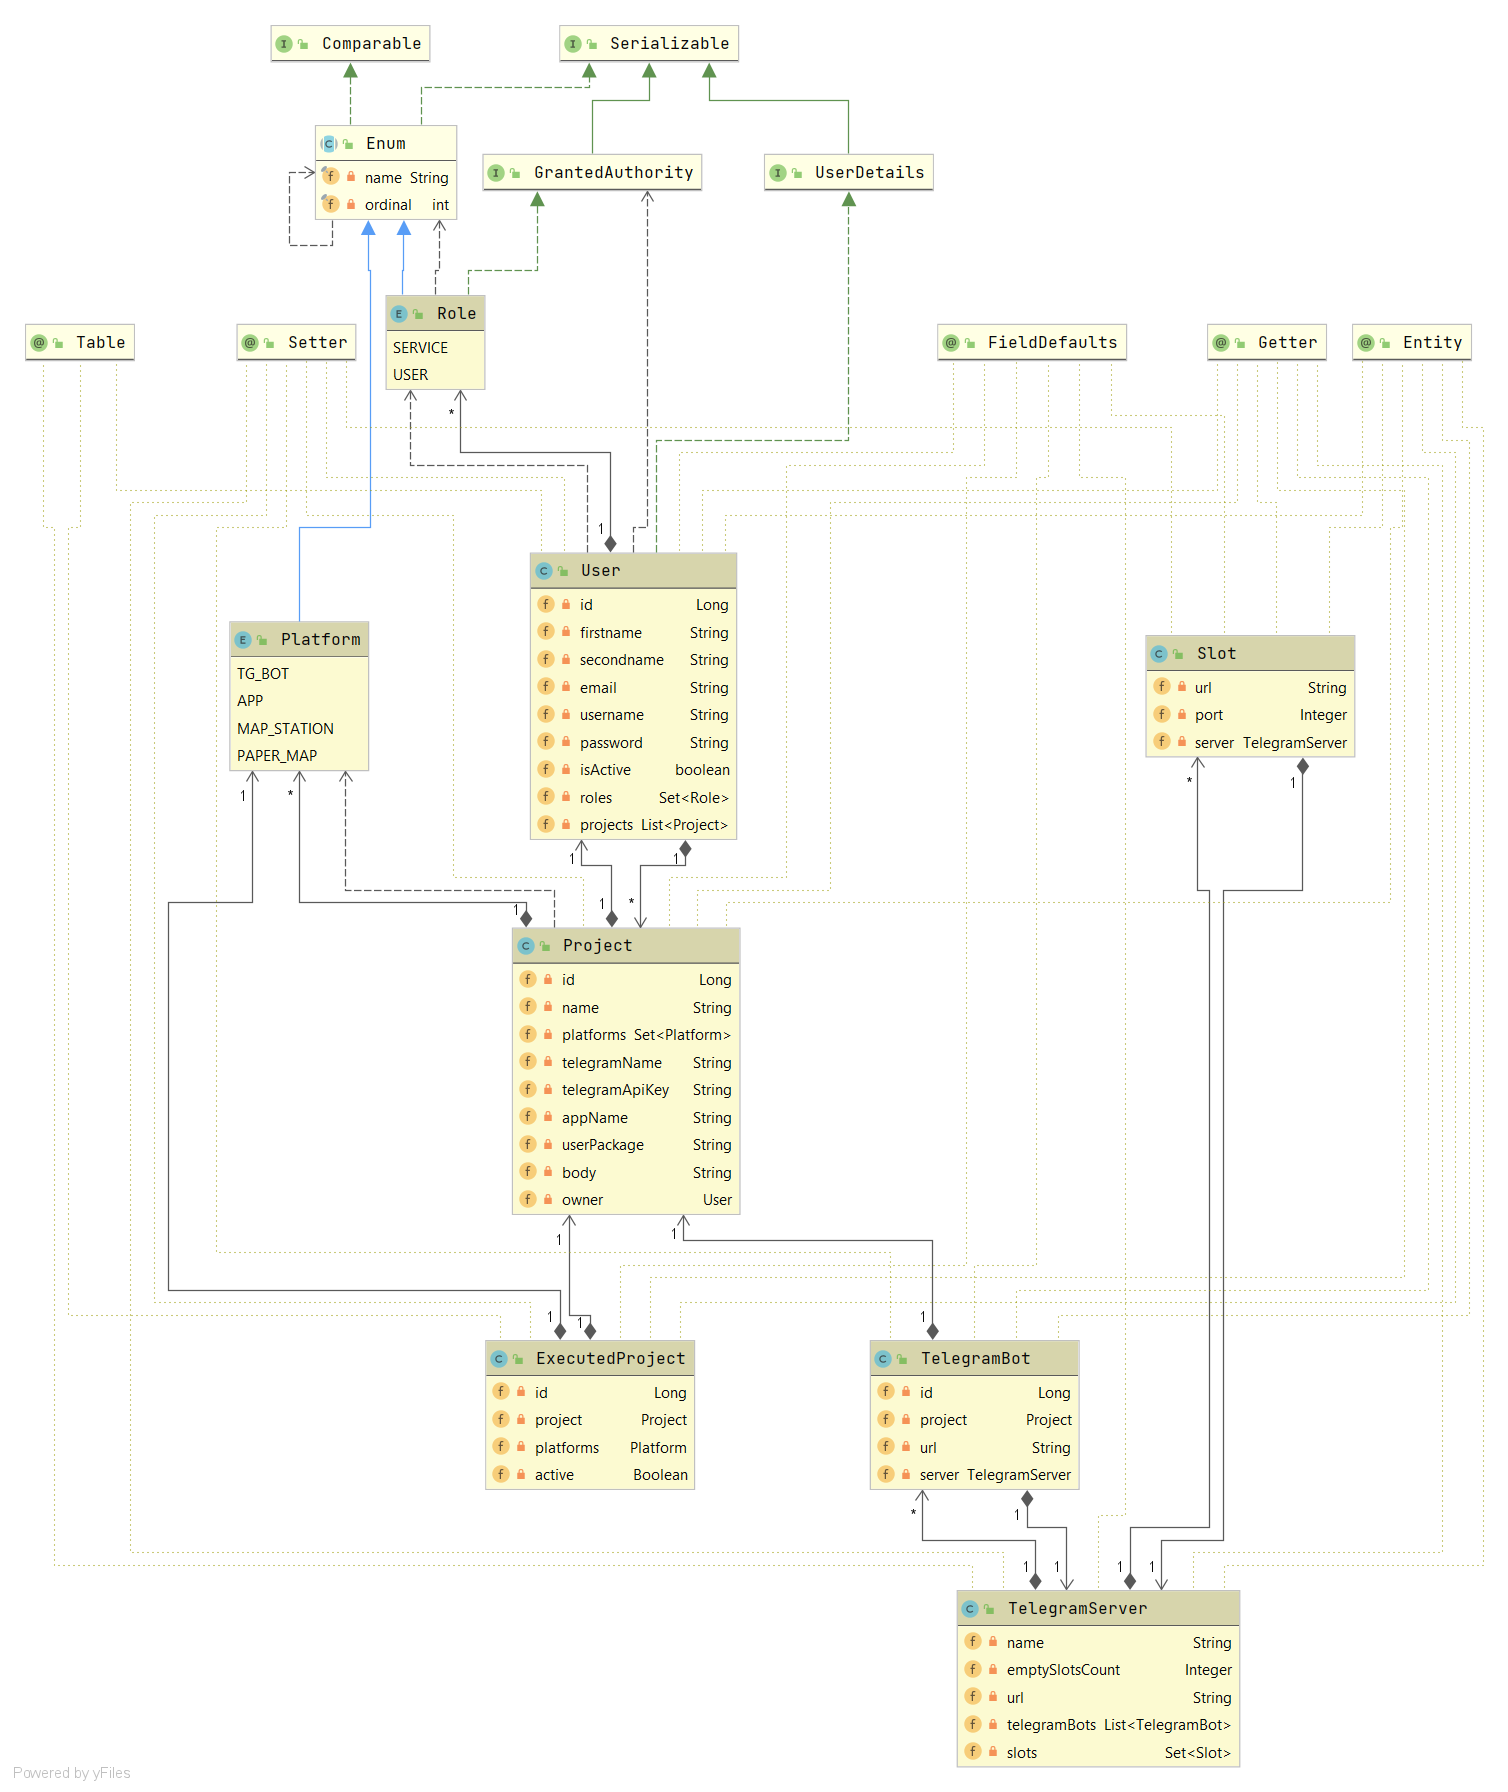 Comparable
Serializable
Enum
name String
ordinal int
GrantedAuthority
UserDetails
Role
SERVICE
USER
Table
Setter
FieldDefaults
Getter
Entity
*
1
User
id Long
firstname String
secondname String
email String
username String
password String
isActive boolean
roles Set<Role>
projects List<Project>
Platform
TG_BOT
APP
MAP_STATION
PAPER_MAP
Slot
url String
port Integer
server TelegramServer
1 * * 1
1 1
1 1 *
Project
id Long
name String
platforms Set<Platform>
telegramName String
telegramApiKey String
appName String
userPackage String
body String
owner User
1 1
1 1 1
ExecutedProject
id Long
project Project
platforms Platform
active Boolean
TelegramBot
id Long
project Project
url String
server TelegramServer
* 1
1 1 1 1
TelegramServer
name String
emptySlotsCount Integer
url String
telegramBots List<TelegramBot>
slots Set<Slot>
Powered by yFiles